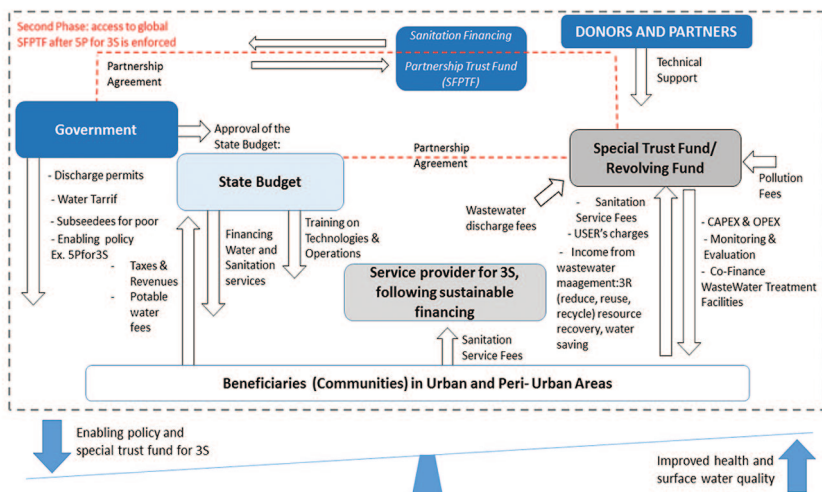 Second Phase: access to global
SFPTF after 5P for 3S is enforced
Sanitation Financing
Partnership Trust Fund
(SFPTF)
DONORS AND PARTNERS
Partnership
Agreement
Technical
Support
Government
Approval of the
State Budget:
Partnership
Agreement
Special Trust Fund/
Revolving Fund
State Budget
Pollution
Fees
- Discharge permits
- Water Tarrif
- Subseedees for poor
- Enabling policy
Ex. 5Pfor3S
- Taxes &
Revenues
- Potable
water
fees
Financing
Water and
Sanitation
services
Training on
Technologies &
Operations
Wastewater
discharge fees
- Sanitation
Service Fees
- USER's charges
- Income from
wastewater
maagement:3R
(reduce, reuse,
recycle) resource
recovery, water
saving
- CAPEX & OPEX
- Monitoring &
Evaluation
- Co-Finance
WasteWater Treatment
Facilities
Service provider for 3S,
following sustainable
financing
Sanitation
Service Fees
Beneficiaries (Communities) in Urban and Peri- Urban Areas
Enabling policy and
special trust fund for 3S
Improved health and
surface water quality